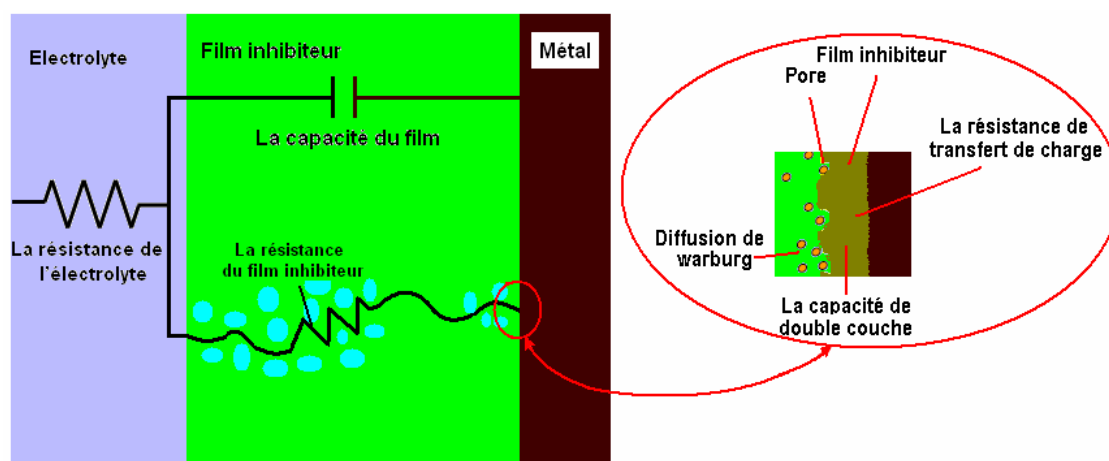 Electrolyte
Film inhibiteur
Métal
La capacité du film
La résistance de
l'électrolyte
La résistance
du film inhibiteur
Film inhibiteur
Pore
La résistance de
transfert de charge
Diffusion de
warburg
La capacité de
double couche